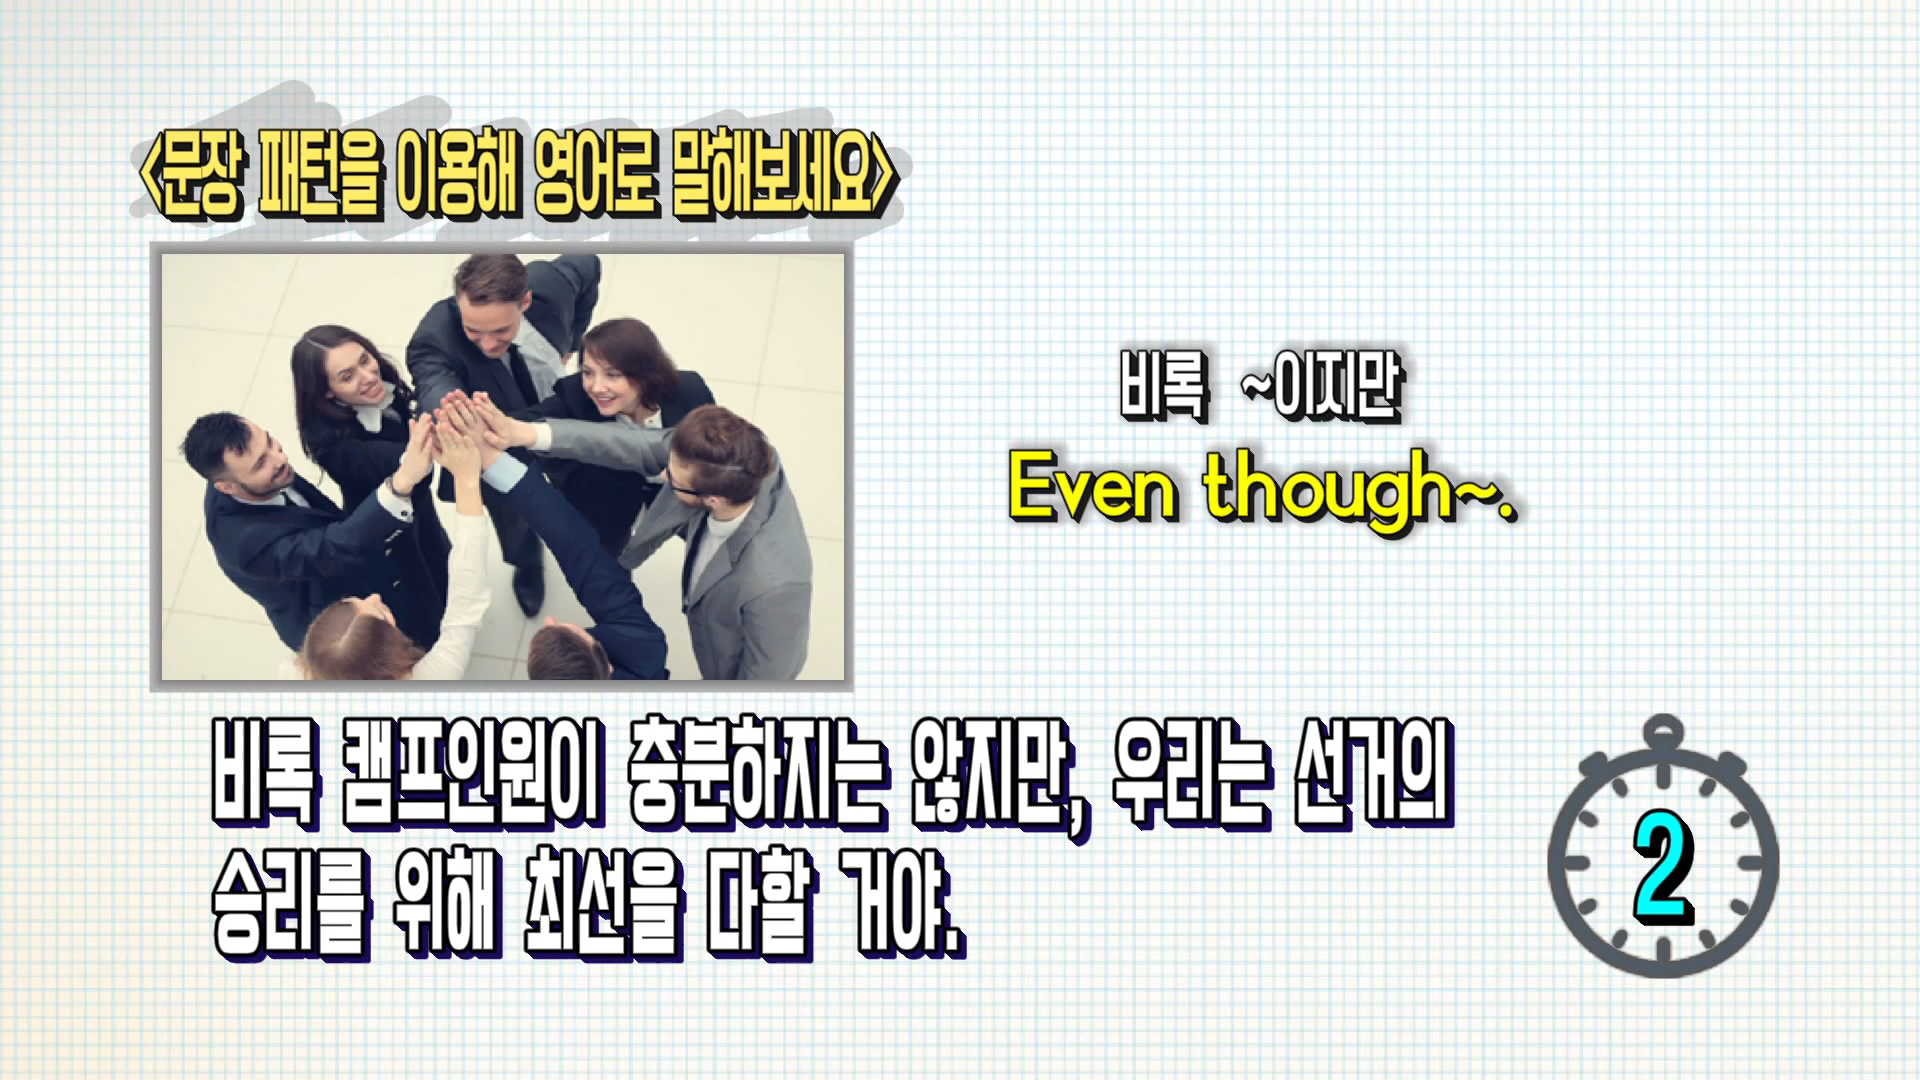 <문장 패턴을 이용해 영어로 말해보세요>
비록 ~이지만
Even though~.
비록 캠프인원이 충분하지는 않지만, 우리는 선거의
승리를 위해 최선을 다할 거야.
2